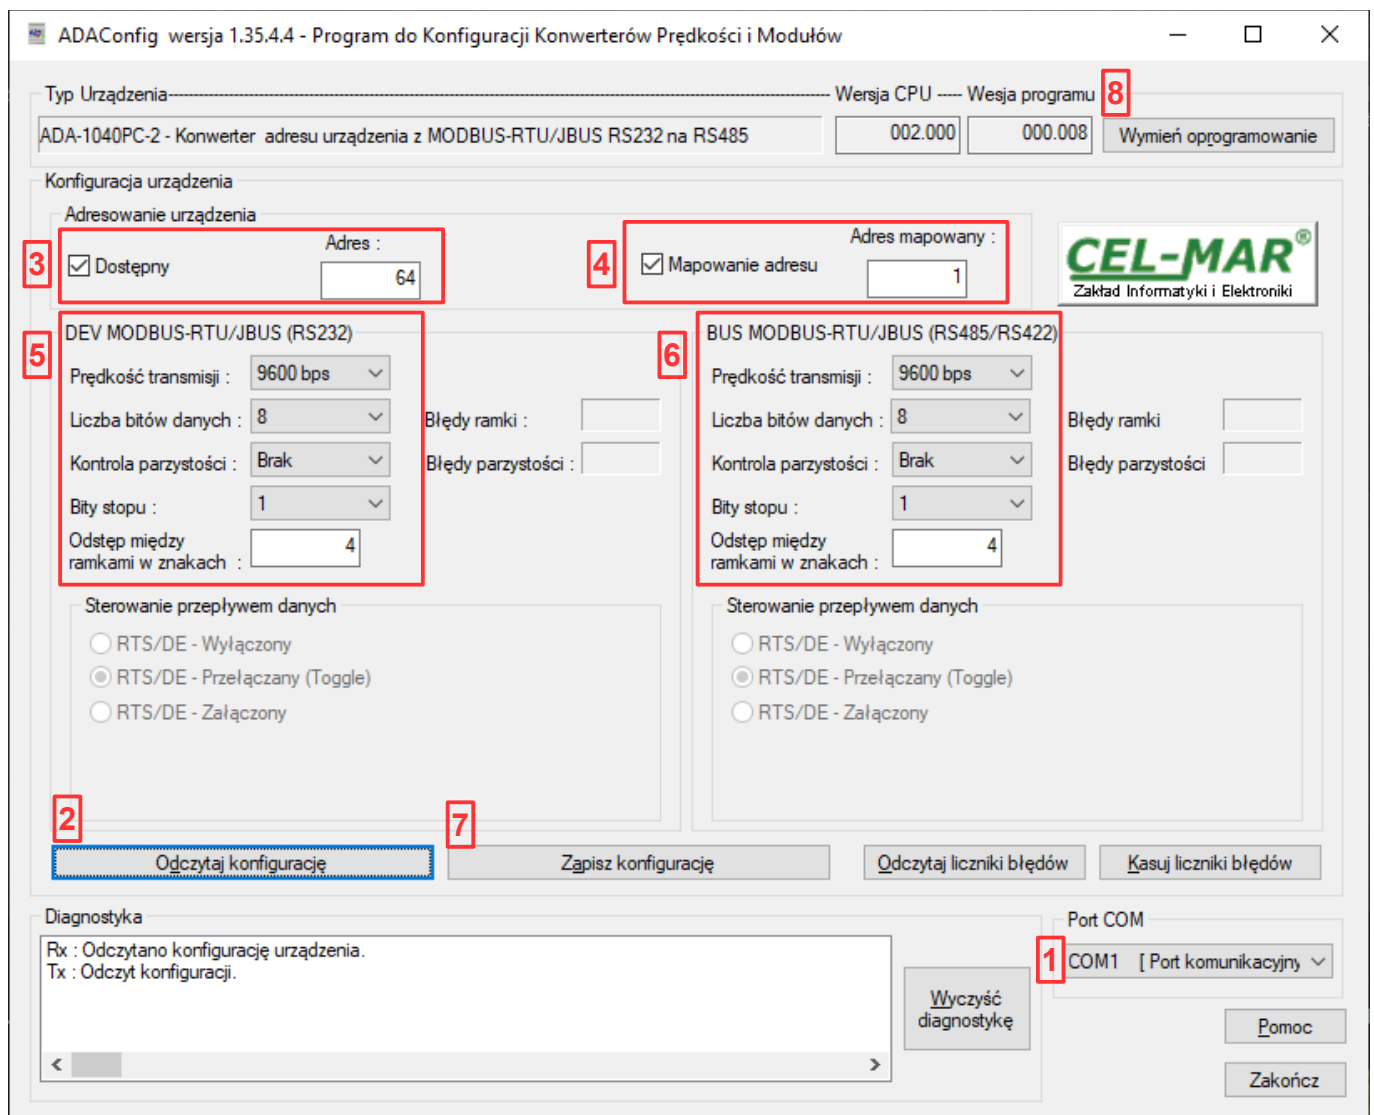 ADAConfig wersja 1.35.4.4 - Program do Konfiguracji Konwerterów Prędkości i Modułów
Typ Urządzenia Wersja CPU ----- Wesja programu 8
ADA-1040PC-2 - Konwerter adresu urządzenia z MODBUS-RTU/JBUS RS232 na RS485 002.000 000.008 Wymień oprogramowanie
Konfiguracja urządzenia
Adresowanie urządzenia
3 Dostępny Adres : 64
4 Mapowanie adresu Adres mapowany : 1
CEL-MAR®
Zakład Informatyki i Elektroniki
5 DEV MODBUS-RTU/JBUS (RS232)
Prędkość transmisji : 9600 bps
Liczba bitów danych : 8 Błędy ramki :
Kontrola parzystości : Brak Błędy parzystości :
Bity stopu : 1
Odstęp między
ramkami w znakach : 4
Sterowanie przepływem danych
RTS/DE - Wyłączony
RTS/DE - Przełączany (Toggle)
RTS/DE - Załączony
6 BUS MODBUS-RTU/JBUS (RS485/RS422)
Prędkość transmisji : 9600 bps
Liczba bitów danych : 8 Błędy ramki
Kontrola parzystości : Brak Błędy parzystości
Bity stopu : 1
Odstęp między
ramkami w znakach : 4
Sterowanie przepływem danych
RTS/DE - Wyłączony
RTS/DE - Przełączany (Toggle)
RTS/DE - Załączony
2 Odczytaj konfigurację 7 Zapisz konfigurację Odczytaj liczniki błędów Kasuj liczniki błędów
Diagnostyka
Rx : Odczytano konfigurację urządzenia.
Tx : Odczyt konfiguracji.
Wyczyść
diagnostykę
Port COM
1 COM1 [ Port komunikacyjny
Pomoc
Zakończ